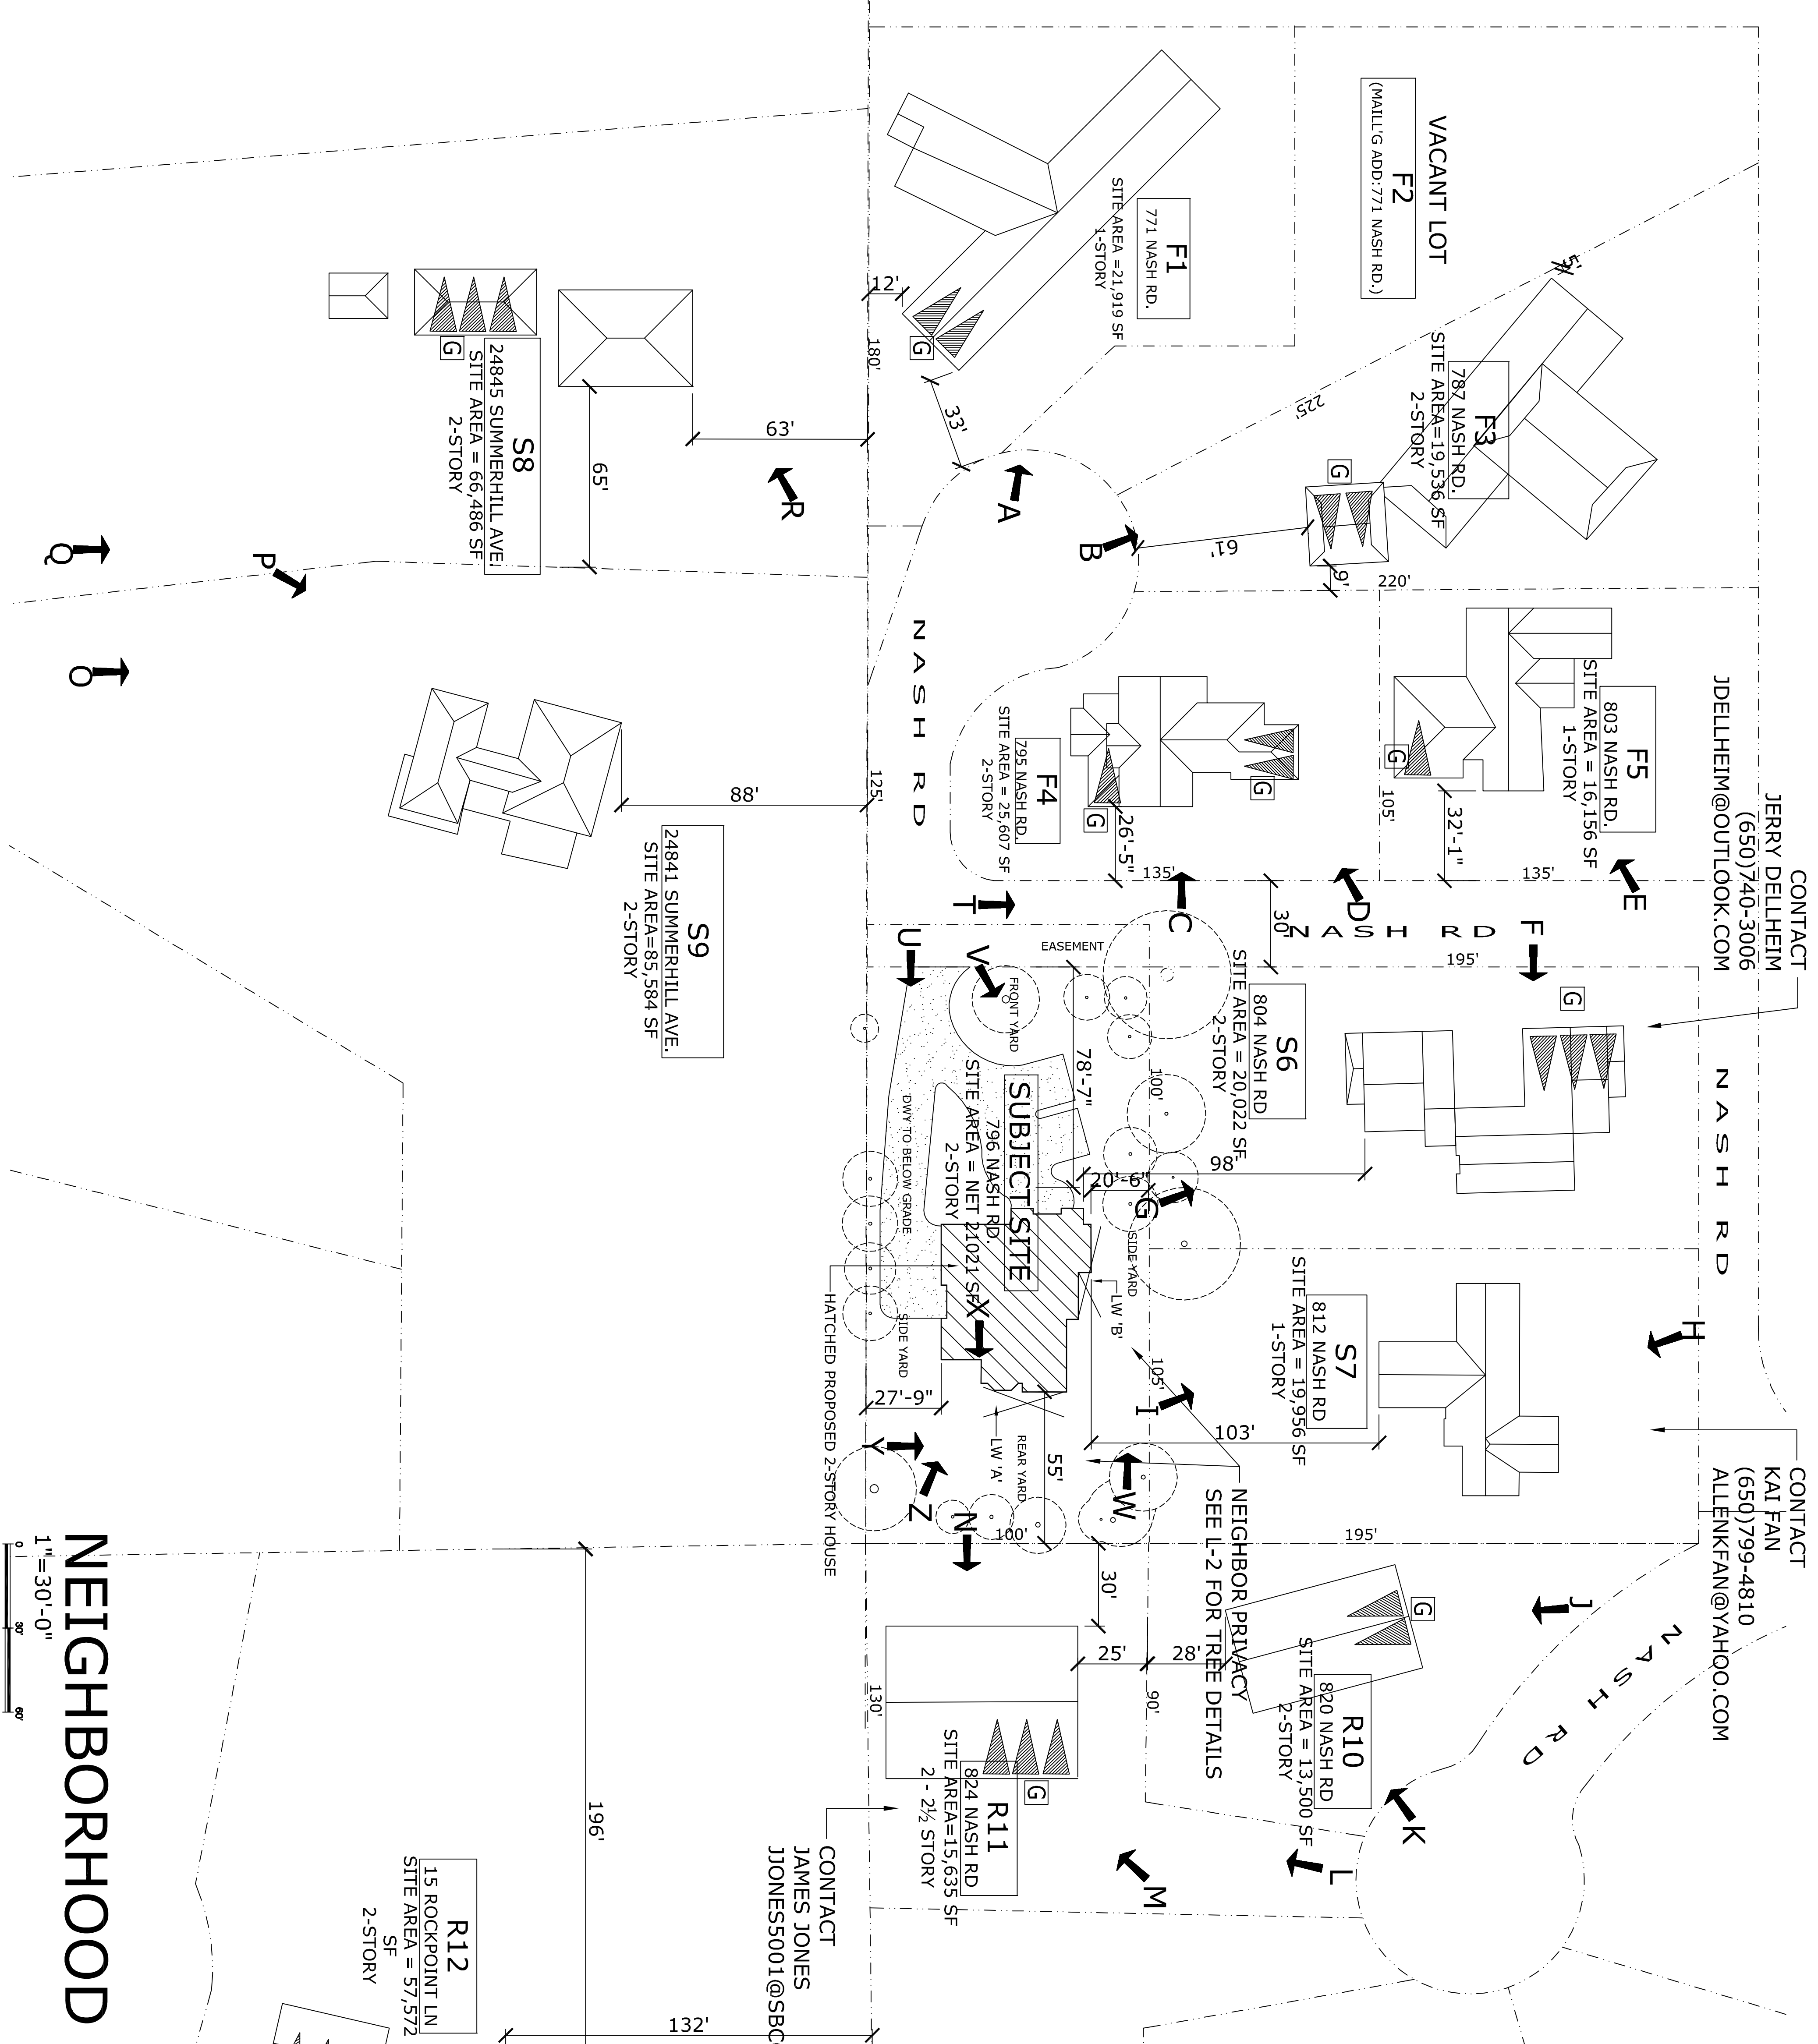 VACANT LOT
F2
(MAILL'G ADD:771 NASH RD.)
F1
771 NASH RD.
SITE AREA =21,919 SF
1-STORY
12'
G
180'
33'
5'
F3
787 NASH RD.
SITE AREA=19,536 SF
2-STORY
225'
G
61'
9'
220'
A
B
24845 SUMMERHILL AVE.
S8
SITE AREA = 66,486 SF
2-STORY
G
63'
65'
R
Q
P
O
NASH RD
F4
795 NASH RD.
SITE AREA = 25,607 SF
2-STORY
G
G
26'-5"
135'
F5
803 NASH RD.
SITE AREA = 16,156 SF
1-STORY
G
105'
32'-1"
135'
CONTACT
JERRY DELLHEIM
(650)740-3006
JDELLHEIM@OUTLOOK.COM
E
D
C
F
T
30'
NASH RD
195'
125'
88'
S9
24841 SUMMERHILL AVE.
SITE AREA=85,584 SF
2-STORY
U
V
EASEMENT
FRONT YARD
S6
804 NASH RD
SITE AREA = 20,022 SF
2-STORY
G
NASH RD
78'-7"
100'
SUBJECT SITE
796 NASH RD.
SITE AREA = NET 21021 SF
2-STORY
DWY TO BELOW GRADE
98'
20'-6"
G
SIDE YARD
LW 'B'
SIDE YARD
X
HATCHED PROPOSED 2-STORY HOUSE
27'-9"
LW 'A'
REAR YARD
55'
S7
812 NASH RD
SITE AREA = 19,956 SF
1-STORY
H
105'
I
103'
W
Y
Z
N
100'
NEIGHBOR PRIVACY
SEE L-2 FOR TREE DETAILS
195'
CONTACT
KAI FAN
(650)799-4810
ALLENKFAN@YAHOO.COM
J
NASH RD
G
R10
820 NASH RD
SITE AREA = 13,500 SF
2-STORY
30'
25'
28'
90'
130'
G
R11
824 NASH RD
SITE AREA=15,635 SF
2 - 2½ STORY
K
L
M
CONTACT
JAMES JONES
JJONES5001@SBC
196'
132'
R12
15 ROCKPOINT LN
SITE AREA = 57,572
SF
2-STORY
NEIGHBORHOOD
1"=30'-0"
0
30'
60'